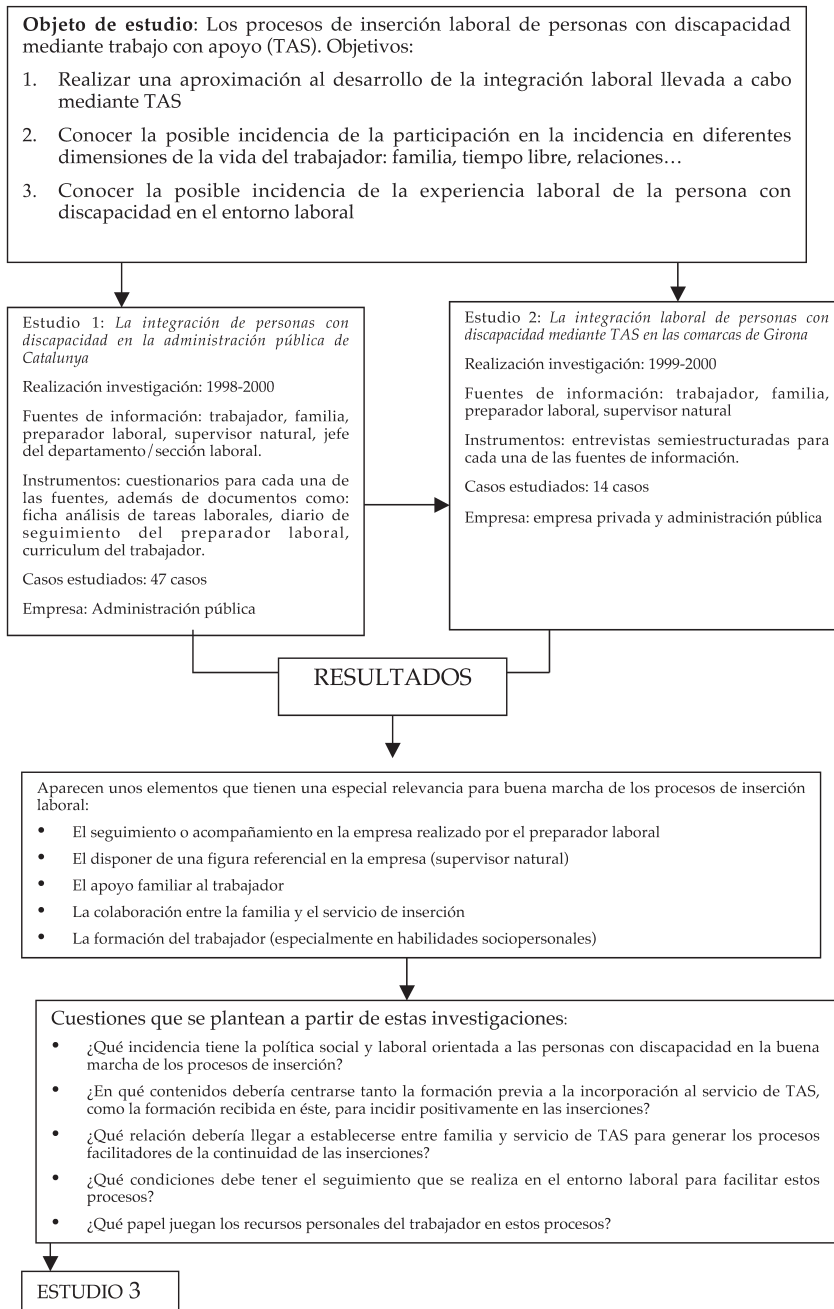 Objeto de estudio: Los procesos de inserción laboral de personas con discapacidad
mediante trabajo con apoyo (TAS). Objetivos:
1. Realizar una aproximación al desarrollo de la integración laboral llevada a cabo
mediante TAS
2. Conocer la posible incidencia de la participación en la incidencia en diferentes
dimensiones de la vida del trabajador: familia, tiempo libre, relaciones…
3. Conocer la posible incidencia de la experiencia laboral de la persona con
discapacidad en el entorno laboral
Estudio 1: La integración de personas con
discapacidad en la administración pública de
Catalunya
Realización investigación: 1998-2000
Fuentes de información: trabajador, familia,
preparador laboral, supervisor natural, jefe
del departamento/sección laboral.
Instrumentos: cuestionarios para cada una de
las fuentes, además de documentos como:
ficha análisis de tareas laborales, diario de
seguimiento del preparador laboral,
curriculum del trabajador.
Casos estudiados: 47 casos
Empresa: Administración pública
Estudio 2: La integración laboral de personas con
discapacidad mediante TAS en las comarcas de Girona
Realización investigación: 1999-2000
Fuentes de información: trabajador, familia,
preparador laboral, supervisor natural
Instrumentos: entrevistas semiestructuradas para
cada una de las fuentes de información.
Casos estudiados: 14 casos
Empresa: empresa privada y administración pública
RESULTADOS
Aparecen unos elementos que tienen una especial relevancia para buena marcha de los procesos de inserción
laboral:
• El seguimiento o acompañamiento en la empresa realizado por el preparador laboral
• El disponer de una figura referencial en la empresa (supervisor natural)
• El apoyo familiar al trabajador
• La colaboración entre la familia y el servicio de inserción
• La formación del trabajador (especialmente en habilidades sociopersonales)
Cuestiones que se plantean a partir de estas investigaciones:
• ¿Qué incidencia tiene la política social y laboral orientada a las personas con discapacidad en la buena
marcha de los procesos de inserción?
• ¿En qué contenidos debería centrarse tanto la formación previa a la incorporación al servicio de TAS,
como la formación recibida en éste, para incidir positivamente en las inserciones?
• ¿Qué relación debería llegar a establecerse entre familia y servicio de TAS para generar los procesos
facilitadores de la continuidad de las inserciones?
• ¿Qué condiciones debe tener el seguimiento que se realiza en el entorno laboral para facilitar estos
procesos?
• ¿Qué papel juegan los recursos personales del trabajador en estos procesos?
ESTUDIO 3